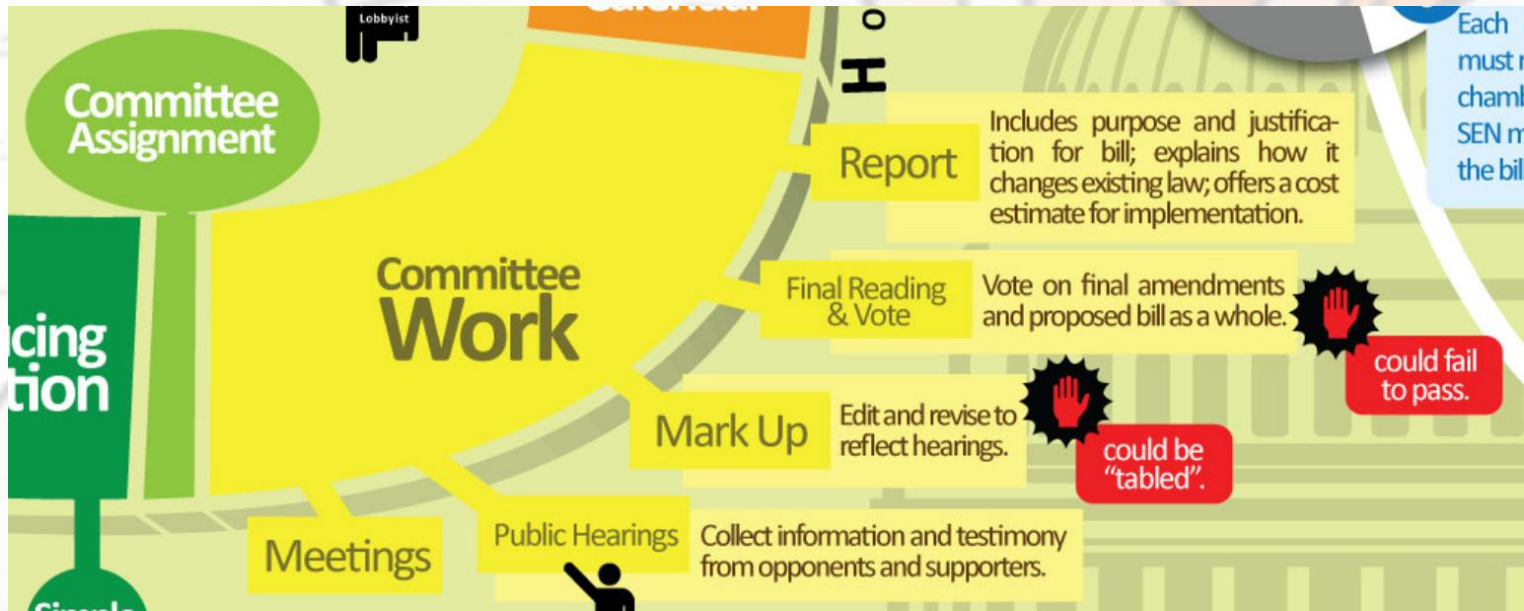 Lobbyist
Calendar
Ho
Each
must
chamb
SEN
the bil
Committee
Assignment
Report
Includes purpose and justifica-
tion for bill; explains how it
changes existing law; offers a cost
estimate for implementation.
Committee
Work
Final Reading
& Vote
Vote on final amendments
and proposed bill as a whole.
could fail
to pass.
cing
tion
Mark Up
Edit and revise to
reflect hearings.
could be
"tabled".
Meetings
Public Hearings
Collect information and testimony
from opponents and supporters.
Simple